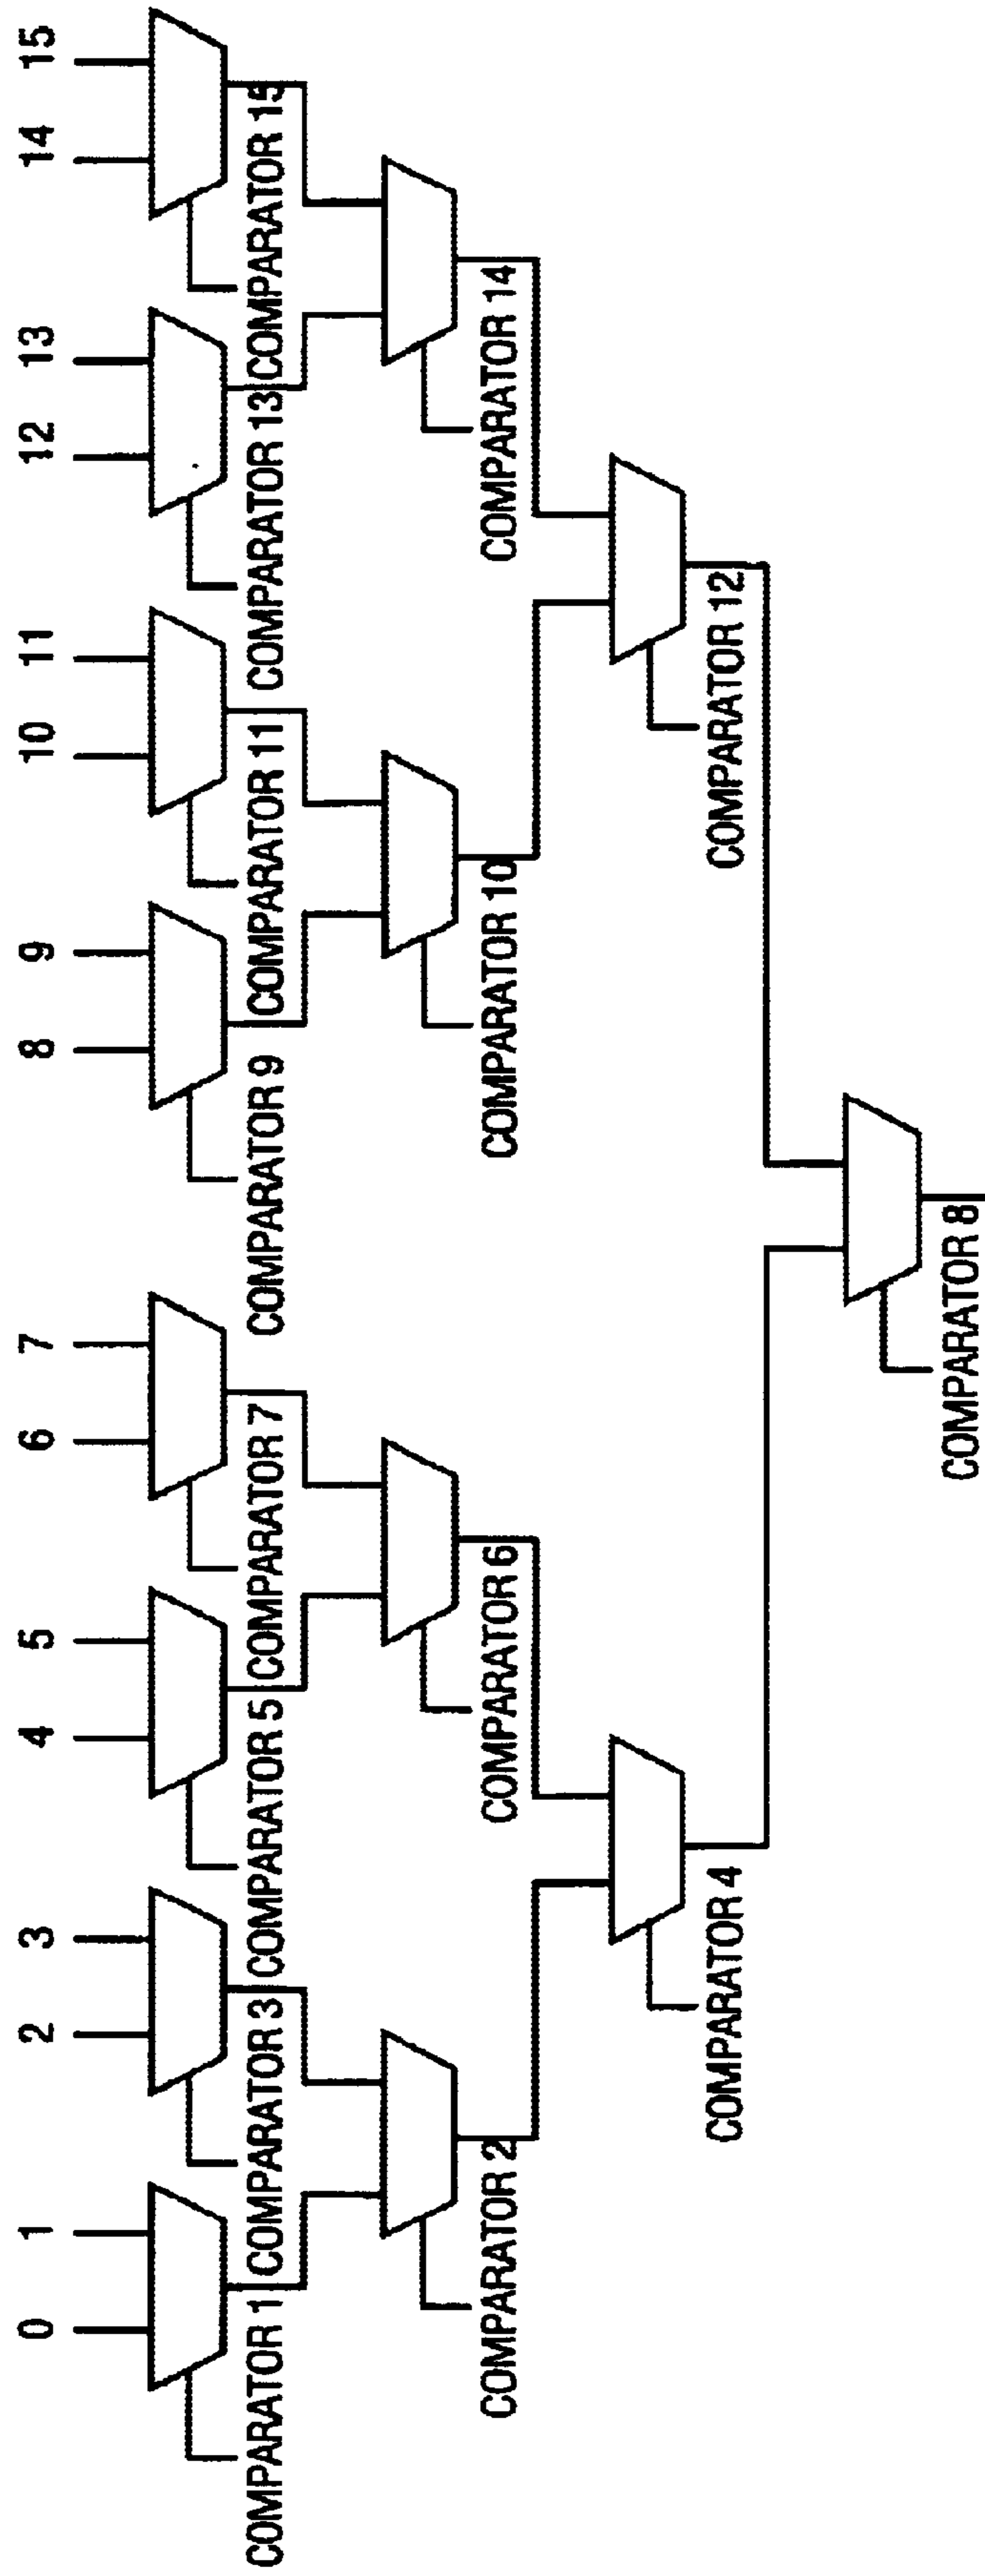 0
1
2
3
4
5
6
7
8
9
10
11
12
13
14
15
COMPARATOR 1
COMPARATOR 3
COMPARATOR 5
COMPARATOR 7
COMPARATOR 9
COMPARATOR 11
COMPARATOR 13
COMPARATOR 15
COMPARATOR 2
COMPARATOR 6
COMPARATOR 10
COMPARATOR 14
COMPARATOR 4
COMPARATOR 12
COMPARATOR 8